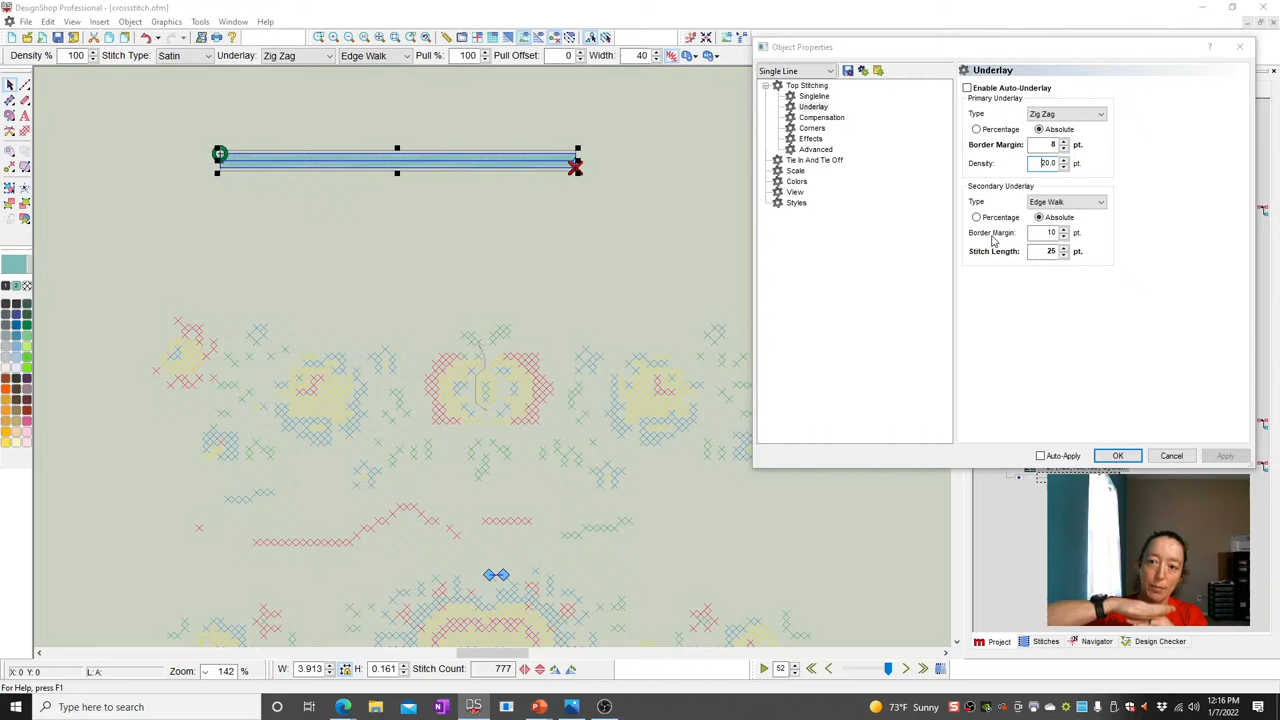 DesignShop Professional - [crossstitch.ofm]
File Edit View Insert Object Graphics Tools Window Help
Density % 100 Stitch Type: Satin Underlay: Zig Zag Edge Walk Pull % 100 Pull Offset: 0 Width: 40
Object Properties
Single Line
Top Stitching
Singleline
Underlay
Compensation
Corners
Effects
Advanced
Tie In And Tie Off
Scale
Colors
View
Styles
Underlay
Enable Auto-Underlay
Primary Underlay
Type Zig Zag
Percentage Absolute
Border Margin: 8 pt.
Density: 20.0 pt.
Secondary Underlay
Type Edge Walk
Percentage Absolute
Border Margin: 10 pt.
Stitch Length: 25 pt.
Auto-Apply OK Cancel Apply
Project Stitches Navigator Design Checker
X: 0 Y: 0 L: A: Zoom: 142 % W: 3.913 H: 0.161 Stitch Count: 777 52
For Help, press F1
Type here to search
73°F Sunny
12:16 PM
1/7/2022